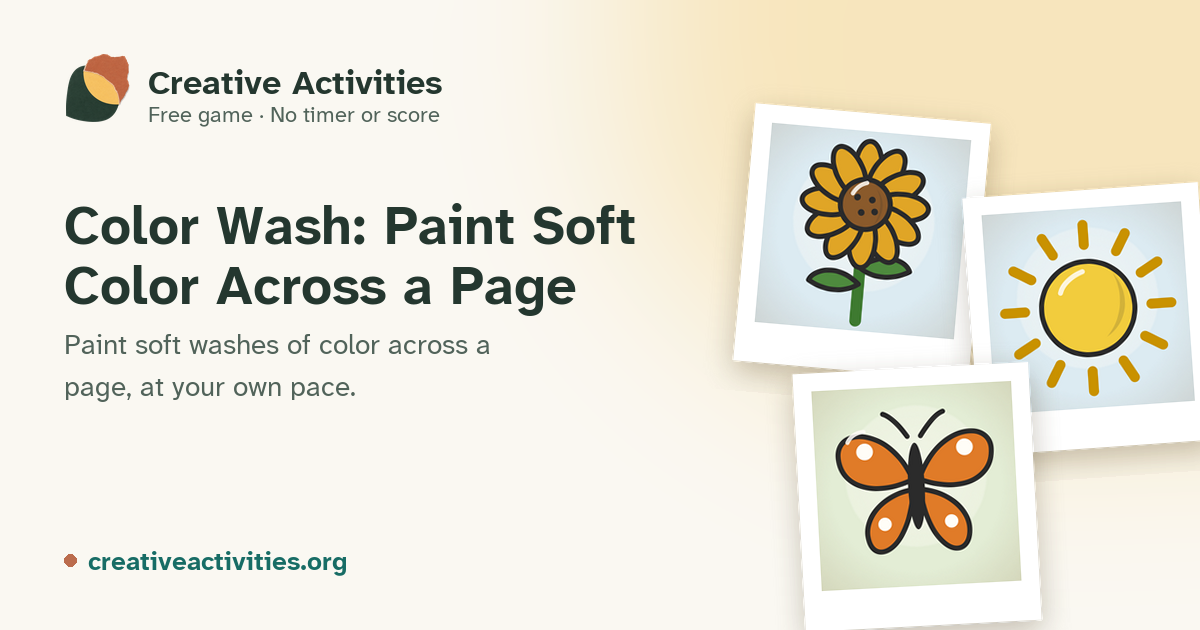 Creative Activities
Free game · No timer or score
Color Wash: Paint Soft
Color Across a Page
Paint soft washes of color across a
page, at your own pace.
creativeactivities.org